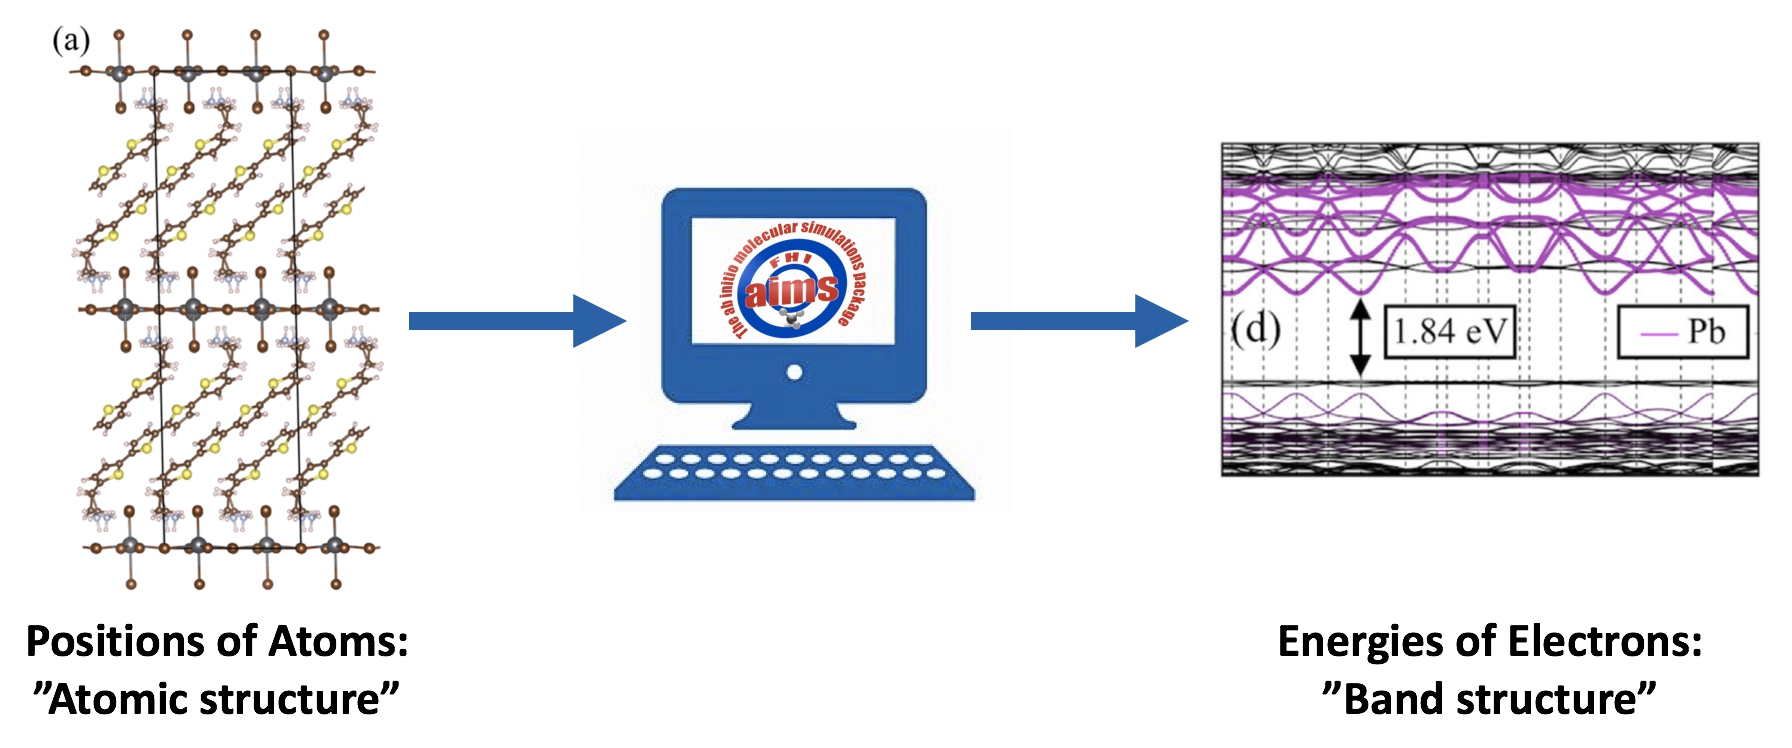 (a)
The ab initio molecular simulations package
FHI
aims
(d)
1.84 eV
Pb
Positions of Atoms:
”Atomic structure”
Energies of Electrons:
”Band structure”